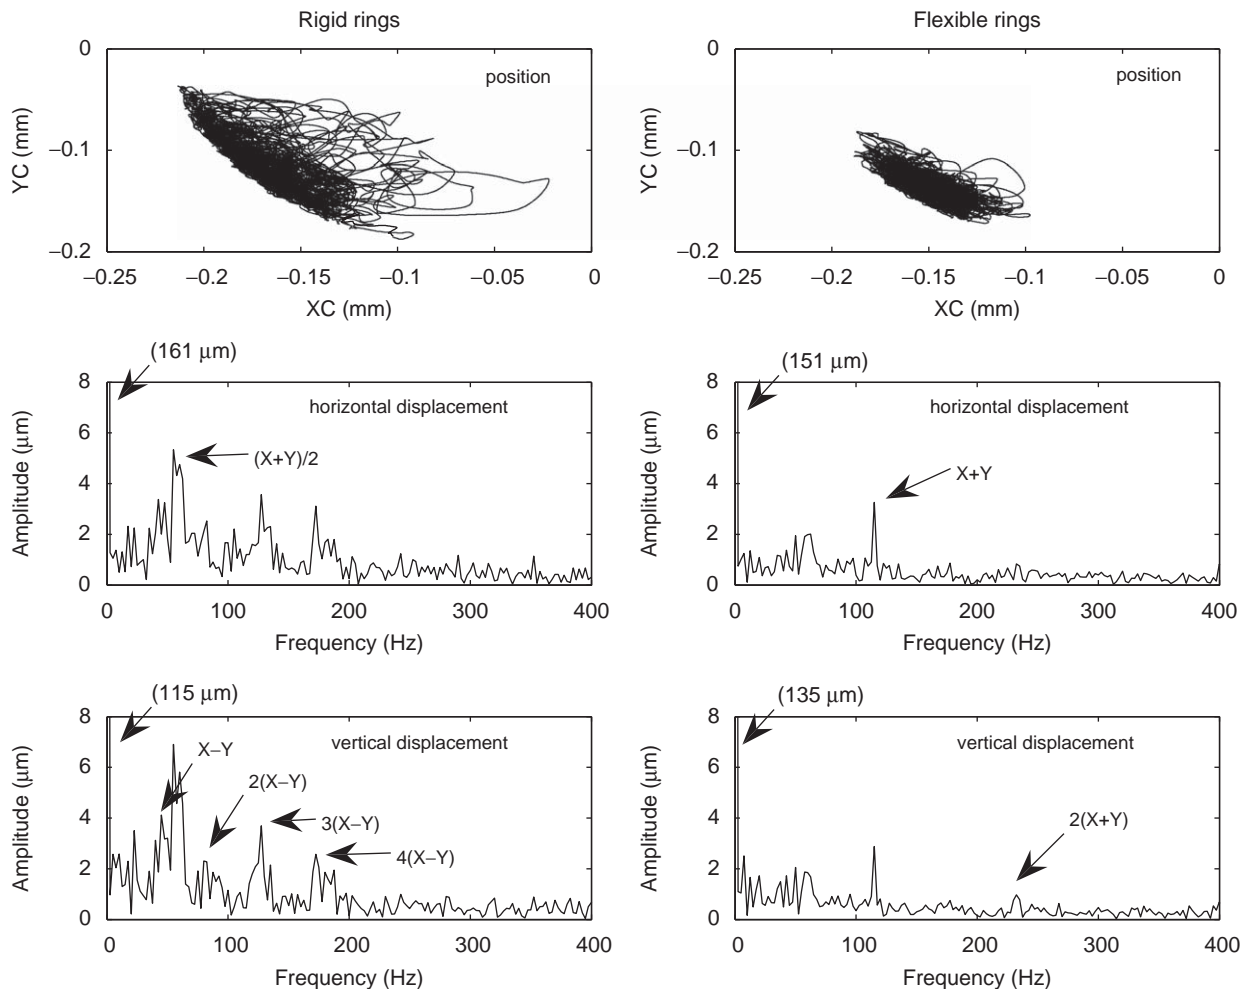 Rigid rings
Flexible rings
0
position
YC (mm)
−0.1
−0.2
−0.25 −0.2 −0.15 −0.1 −0.05 0
XC (mm)
0
position
YC (mm)
−0.1
−0.2
−0.25 −0.2 −0.15 −0.1 −0.05 0
XC (mm)
(161 μm)
8
horizontal displacement
6
(X+Y)/2
Amplitude (μm)
4
2
0
0 100 200 300 400
Frequency (Hz)
(151 μm)
8
horizontal displacement
6
X+Y
Amplitude (μm)
4
2
0
0 100 200 300 400
Frequency (Hz)
(115 μm)
8
vertical displacement
X−Y
6
2(X−Y)
Amplitude (μm)
4
3(X−Y)
4(X−Y)
2
0
0 100 200 300 400
Frequency (Hz)
(135 μm)
8
vertical displacement
6
Amplitude (μm)
4
2(X+Y)
2
0
0 100 200 300 400
Frequency (Hz)